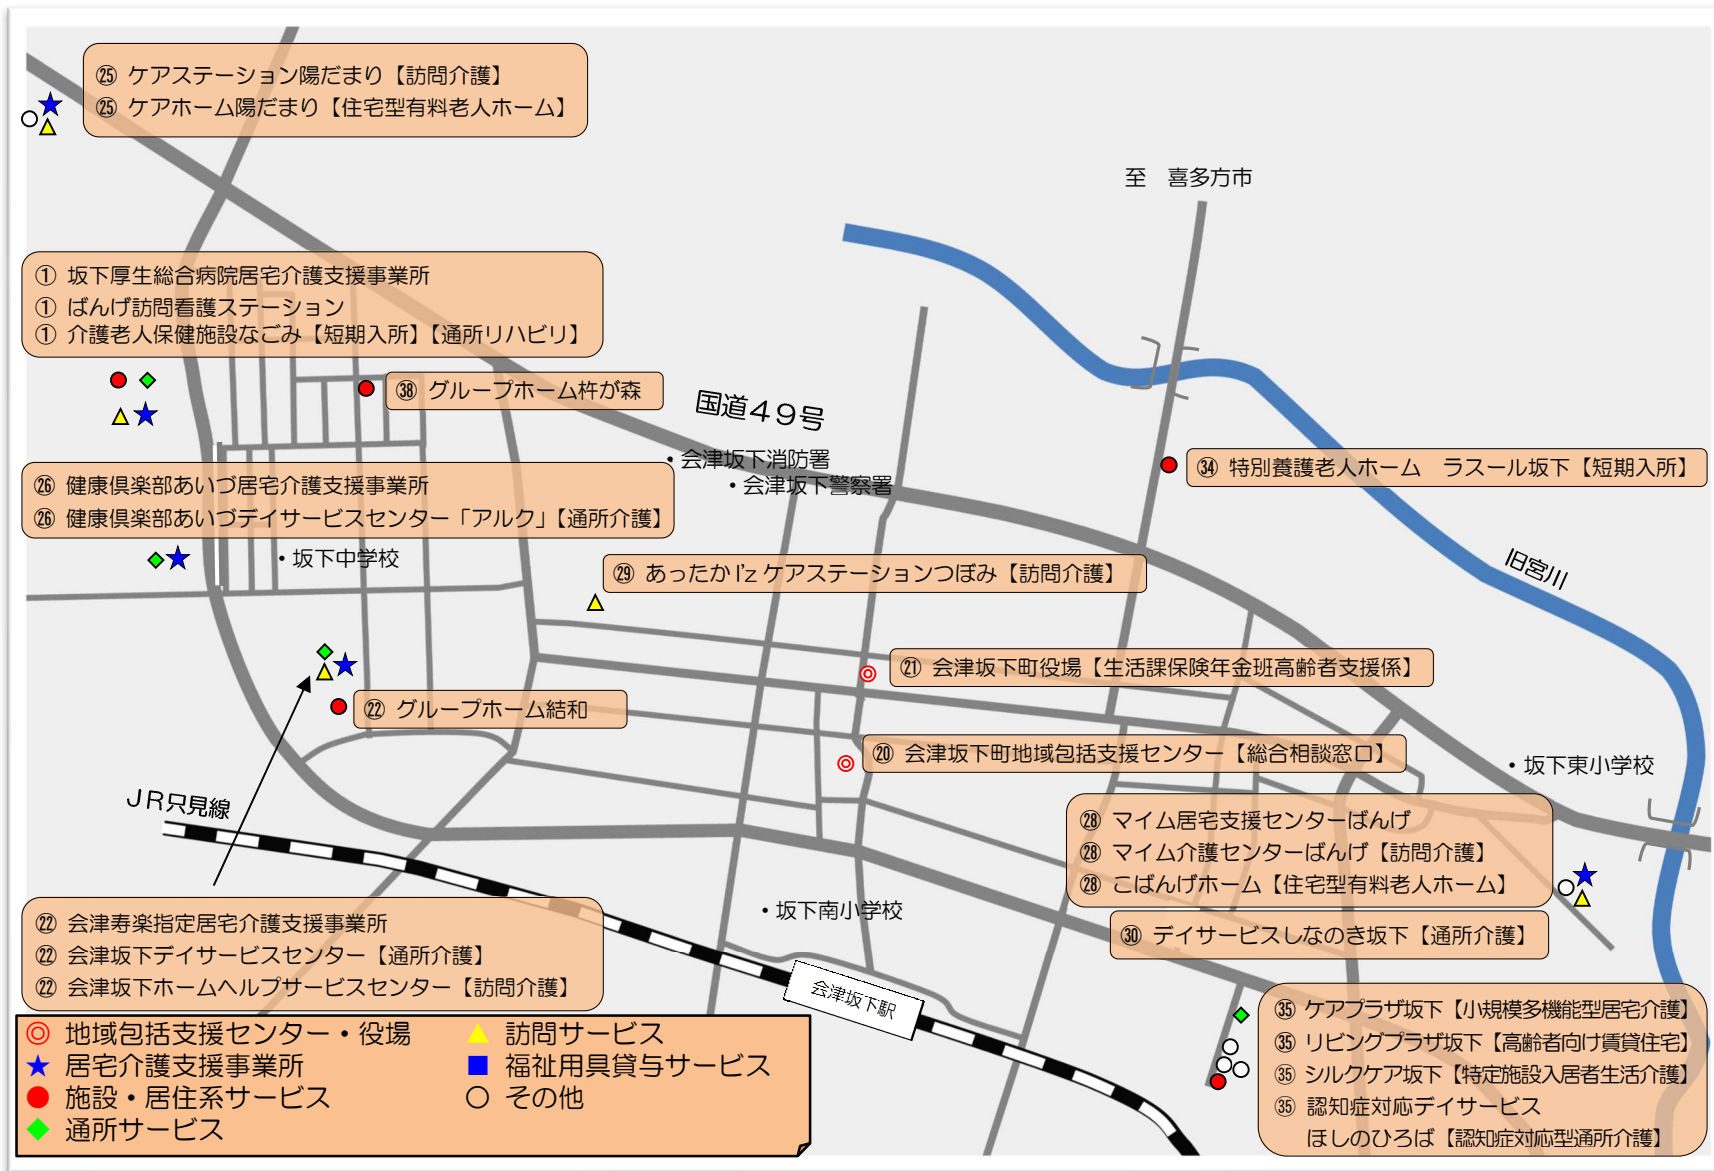 ㉕ ケアステーション陽だまり【訪問介護】
㉕ ケアホーム陽だまり【住宅型有料老人ホーム】
至　喜多方市
① 坂下厚生総合病院居宅介護支援事業所
① ばんげ訪問看護ステーション
① 介護老人保健施設なごみ【短期入所】【通所リハビリ】
㊳ グループホーム杵が森
国道４９号
・会津坂下消防署
・会津坂下警察署
㉞ 特別養護老人ホーム　ラスール坂下【短期入所】
㉖ 健康倶楽部あいづ居宅介護支援事業所
㉖ 健康倶楽部あいづデイサービスセンター「アルク」【通所介護】
・坂下中学校
㉙ あったかI'z ケアステーションつぼみ【訪問介護】
旧宮川
㉑ 会津坂下町役場【生活課保険年金班高齢者支援係】
㉒ グループホーム結和
⑳ 会津坂下町地域包括支援センター【総合相談窓口】
・坂下東小学校
ＪＲ只見線
㉘ マイム居宅支援センターばんげ
㉘ マイム介護センターばんげ【訪問介護】
㉘ こばんげホーム【住宅型有料老人ホーム】
㉚ デイサービスしなのき坂下【通所介護】
・坂下南小学校
㉒ 会津寿楽指定居宅介護支援事業所
㉒ 会津坂下デイサービスセンター【通所介護】
㉒ 会津坂下ホームヘルプサービスセンター【訪問介護】
会津坂下駅
㉟ ケアプラザ坂下【小規模多機能型居宅介護】
㉟ リビングプラザ坂下【高齢者向け賃貸住宅】
㉟ シルクケア坂下【特定施設入居者生活介護】
㉟ 認知症対応デイサービス
ほしのひろば【認知症対応型通所介護】
◎ 地域包括支援センター・役場
★ 居宅介護支援事業所
● 施設・居住系サービス
◆ 通所サービス
▲ 訪問サービス
■ 福祉用具貸与サービス
○ その他